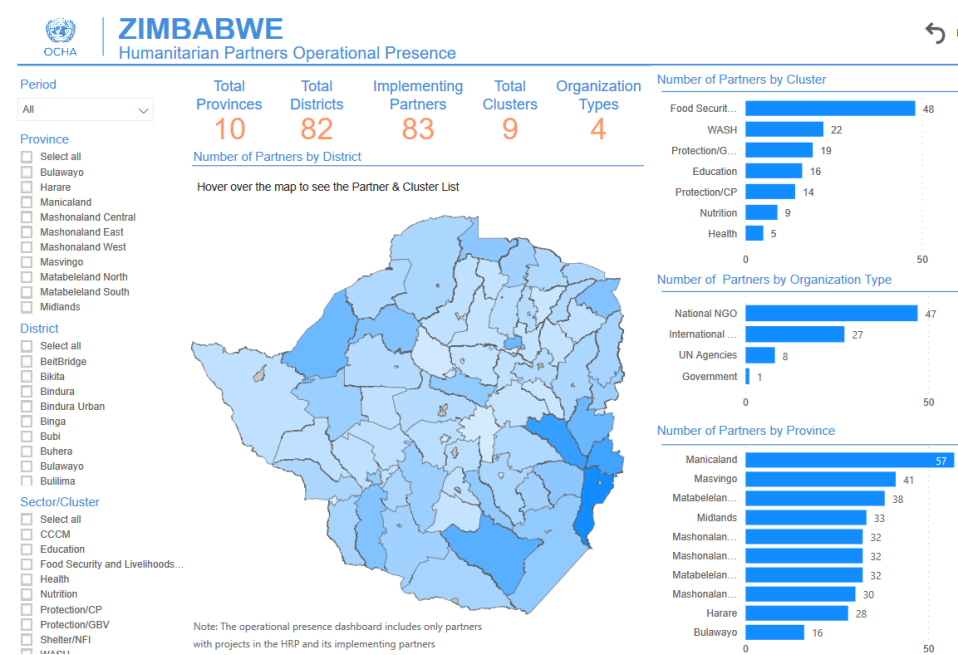 OCHA
ZIMBABWE
Humanitarian Partners Operational Presence
Period
All
Province
Select all
Bulawayo
Harare
Manicaland
Mashonaland Central
Mashonaland East
Mashonaland West
Masvingo
Matabeleland North
Matabeleland South
Midlands
District
Select all
BeitBridge
Bikita
Bindura
Bindura Urban
Binga
Bubi
Buhera
Bulawayo
Bulilima
Sector/Cluster
Select all
CCCM
Education
Food Security and Livelihoods...
Health
Nutrition
Protection/CP
Protection/GBV
Shelter/NFI
WASH
Total Provinces
10
Total Districts
82
Implementing Partners
83
Total Clusters
9
Organization Types
4
Number of Partners by District
Hover over the map to see the Partner & Cluster List
Note: The operational presence dashboard includes only partners
with projects in the HRP and its implementing partners
Number of Partners by Cluster
Food Securit... 48
WASH 22
Protection/G... 19
Education 16
Protection/CP 14
Nutrition 9
Health 5
0 50
Number of Partners by Organization Type
National NGO 47
International ... 27
UN Agencies 8
Government 1
0 50
Number of Partners by Province
Manicaland 57
Masvingo 41
Matabelelan... 38
Midlands 33
Mashonalan... 32
Mashonalan... 32
Matabelelan... 32
Mashonalan... 30
Harare 28
Bulawayo 16
0 50